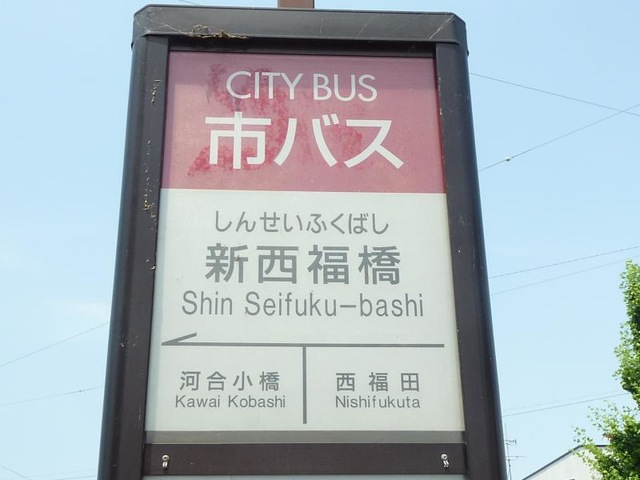 CITY BUS
市バス
しんせいふくばし
新西福橋
Shin Seifuku-bashi
河合小橋 西福田
Kawai Kobashi Nishifukuta